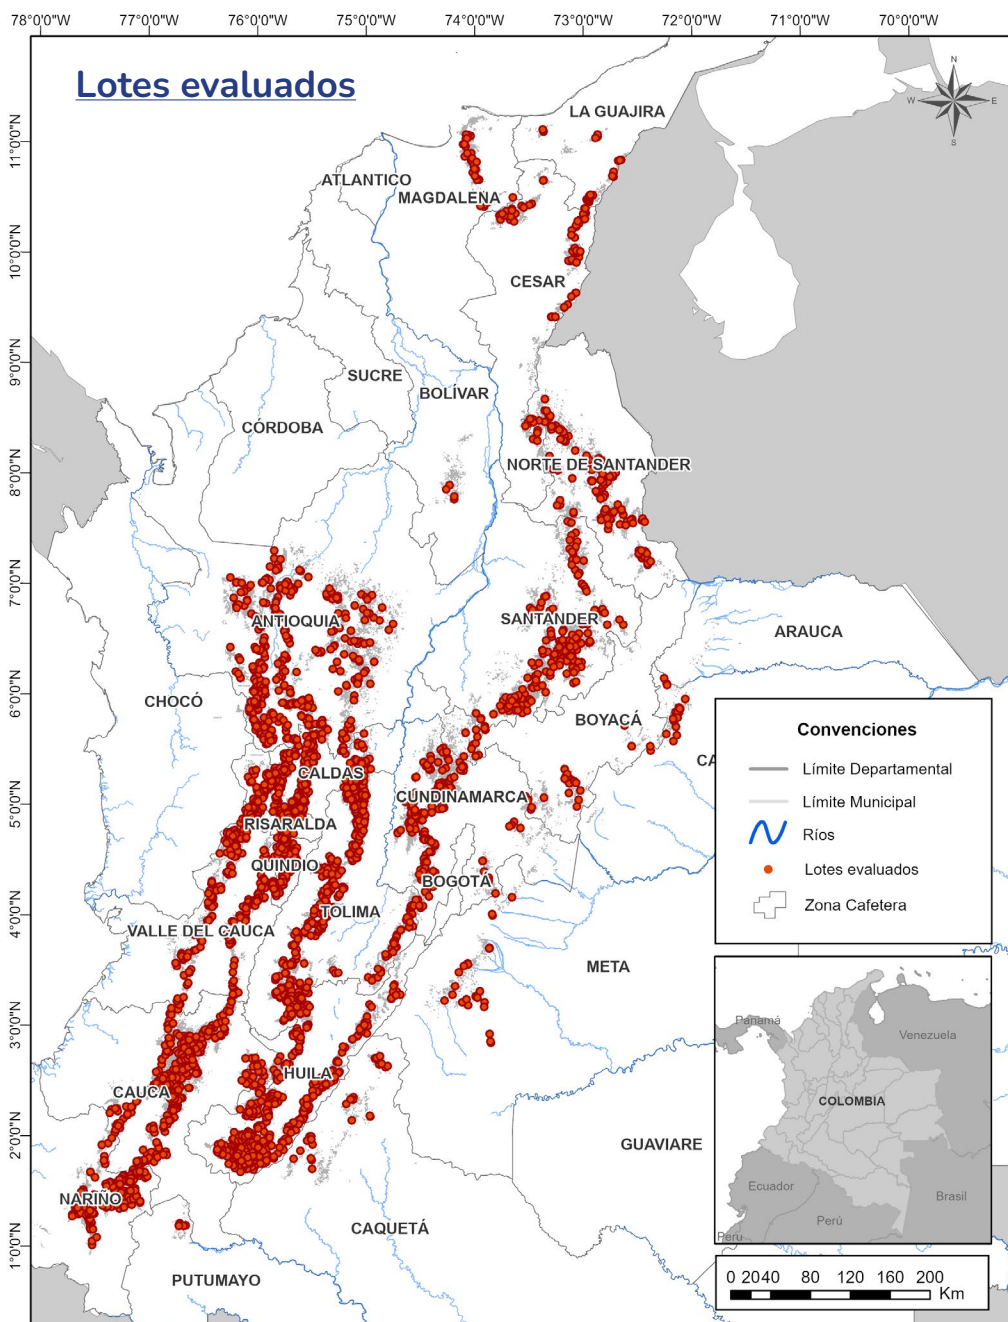 78°0'0"N
77°0'0"N
76°0'0"N
75°0'0"N
74°0'0"N
73°0'0"N
72°0'0"N
71°0'0"N
70°0'0"N
Lotes evaluados
N
W
E
S
11°0'0"N
10°0'0"N
9°0'0"N
8°0'0"N
7°0'0"N
6°0'0"N
5°0'0"N
4°0'0"N
3°0'0"N
2°0'0"N
1°0'0"N
LA GUAJIRA
ATLANTICO
MAGDALENA
CESAR
SUCRE
BOLÍVAR
CÓRDOBA
NORTE DE SANTANDER
ANTIOQUIA
SANTANDER
ARAUCA
CHOCÓ
BOYACÁ
CA
CALDAS
CUNDINAMARCA
RISARALDA
QUINDIO
BOGOTÁ
TOLIMA
VALLE DEL CAUCA
META
HUILA
CAUCA
GUAVIARE
NARIÑO
CAQUETÁ
PUTUMAYO
Convenciones
Límite Departamental
Límite Municipal
Ríos
Lotes evaluados
Zona Cafetera
Panamá
Venezuela
COLOMBIA
Ecuador
Brasil
Perú
Peru
0 20 40 80 120 160 200
Km